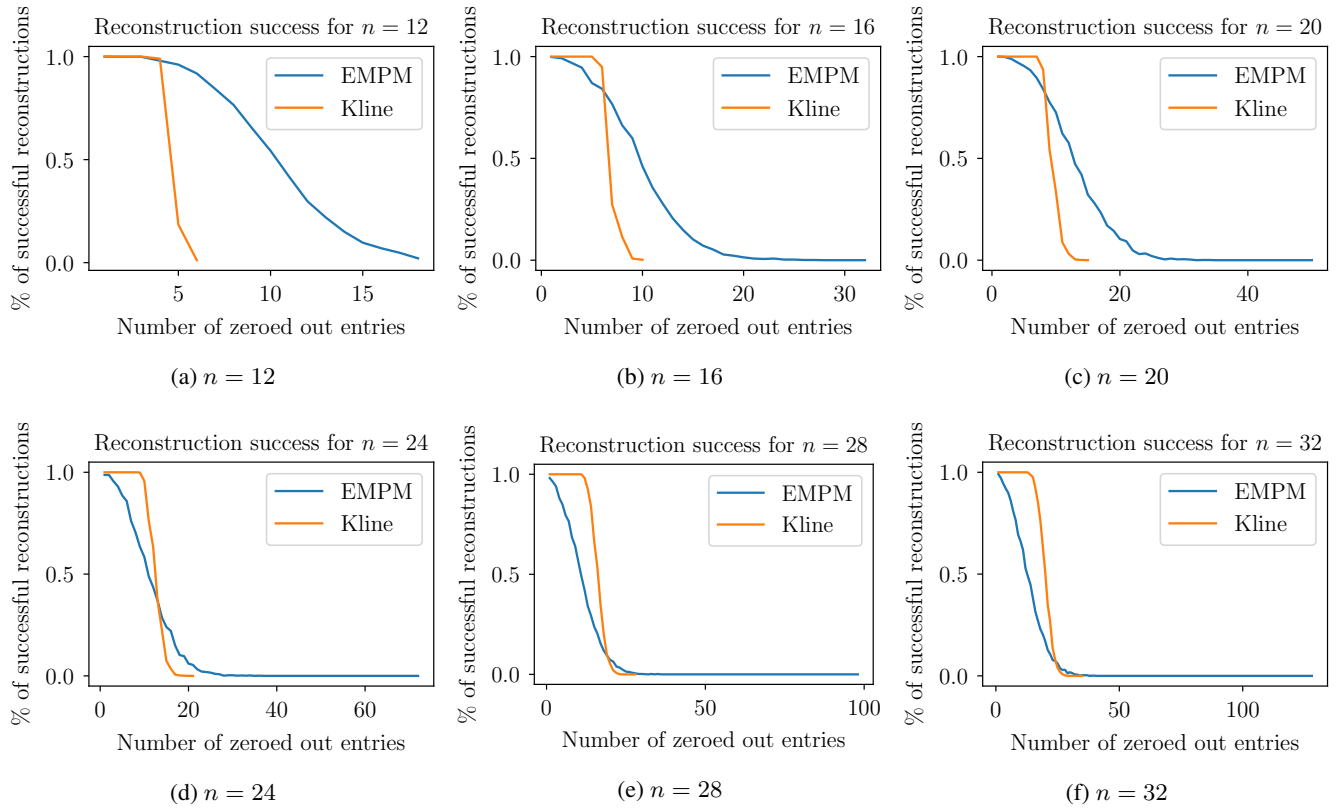 Reconstruction success for n = 12
% of successful reconstructions
1.0
0.5
0.0
EMPM
Kline
5
10
15
Number of zeroed out entries
(a) n = 12
Reconstruction success for n = 16
% of successful reconstructions
1.0
0.5
0.0
EMPM
Kline
0
10
20
30
Number of zeroed out entries
(b) n = 16
Reconstruction success for n = 20
% of successful reconstructions
1.0
0.5
0.0
EMPM
Kline
0
20
40
Number of zeroed out entries
(c) n = 20
Reconstruction success for n = 24
% of successful reconstructions
1.0
0.5
0.0
EMPM
Kline
0
20
40
60
Number of zeroed out entries
(d) n = 24
Reconstruction success for n = 28
% of successful reconstructions
1.0
0.5
0.0
EMPM
Kline
0
50
100
Number of zeroed out entries
(e) n = 28
Reconstruction success for n = 32
% of successful reconstructions
1.0
0.5
0.0
EMPM
Kline
0
50
100
Number of zeroed out entries
(f) n = 32